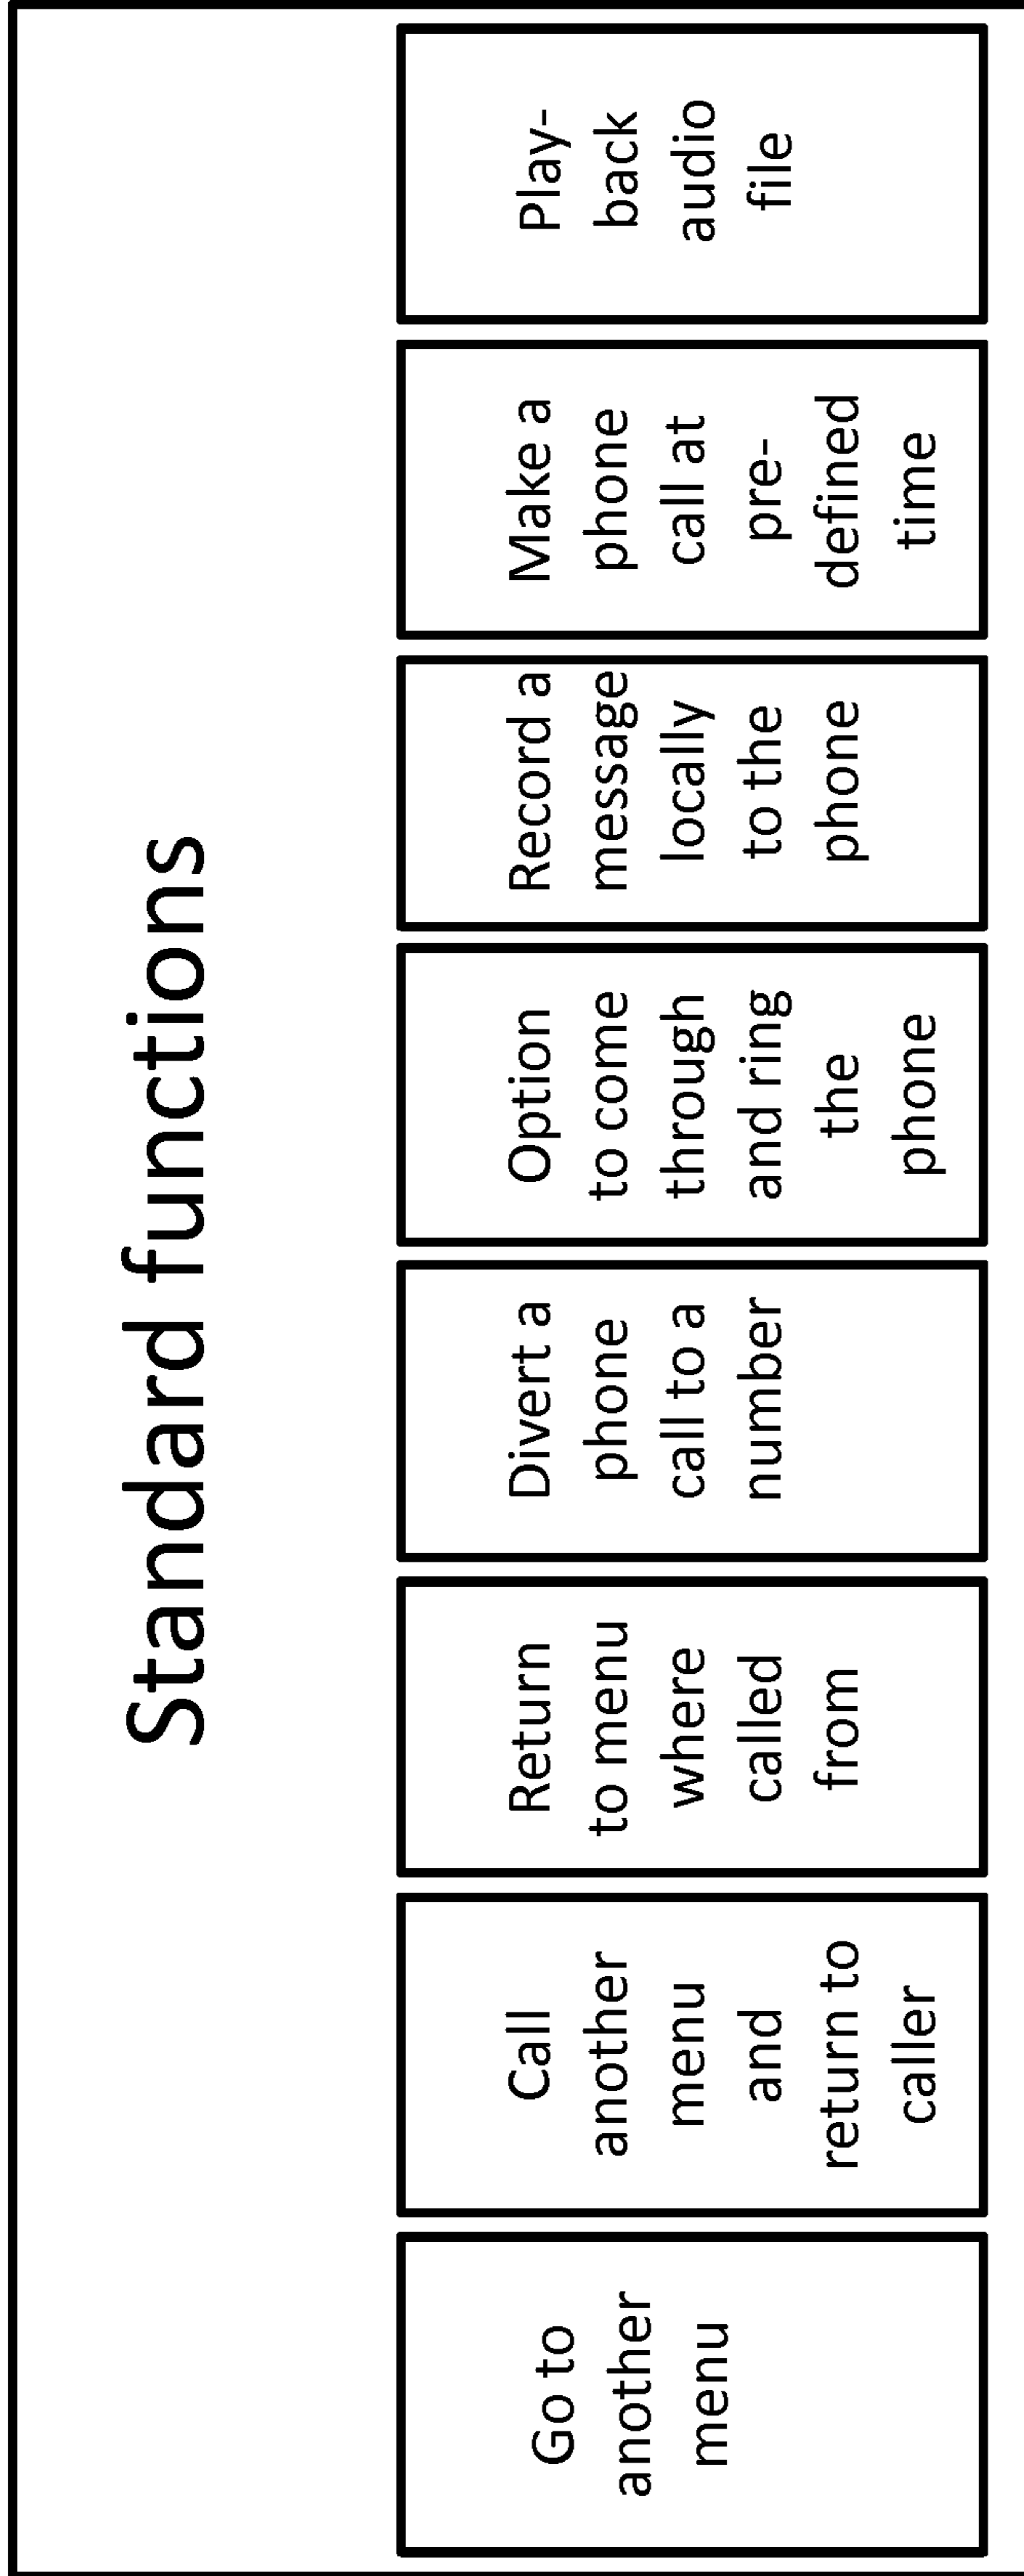 Standard functions
Go to
another
menu
Call
another
menu
and
return to
caller
Return
to menu
where
called
from
Divert a
phone
call to a
number
Option
to come
through
and ring
the
phone
Record a
message
locally
to the
phone
Make a
phone
call at
pre-
defined
time
Play-
back
audio
file